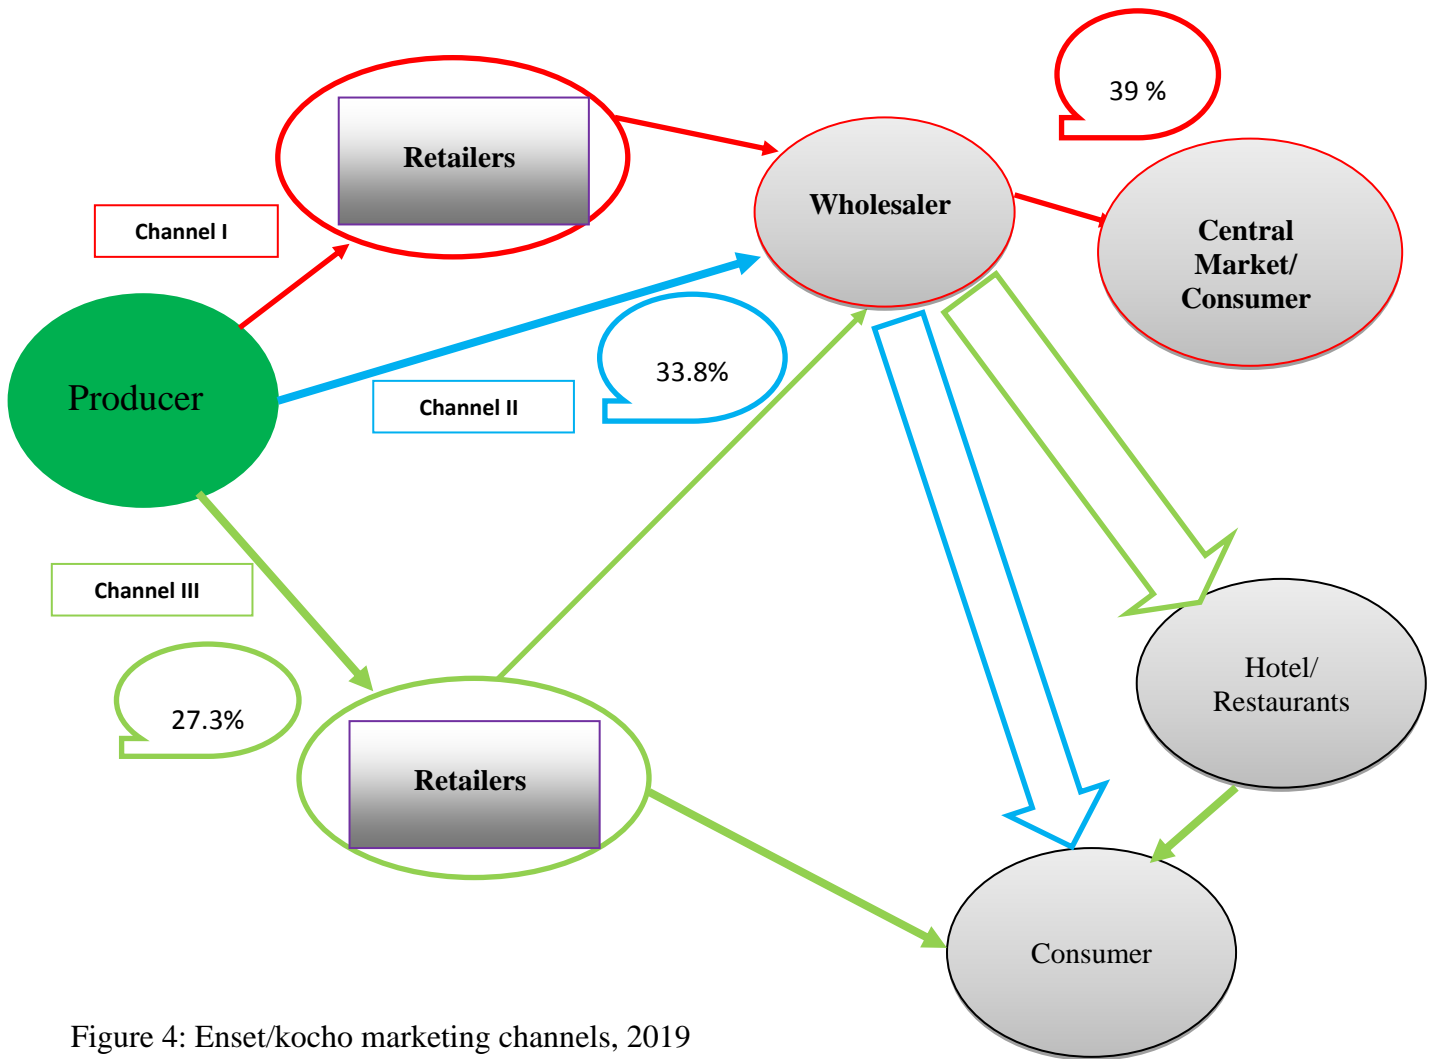 39 %
Retailers
Wholesaler
Channel I
Central
Market/
Consumer
33.8%
Producer
Channel II
Channel III
Hotel/
Restaurants
27.3%
Retailers
Consumer
Figure 4: Enset/kocho marketing channels, 2019